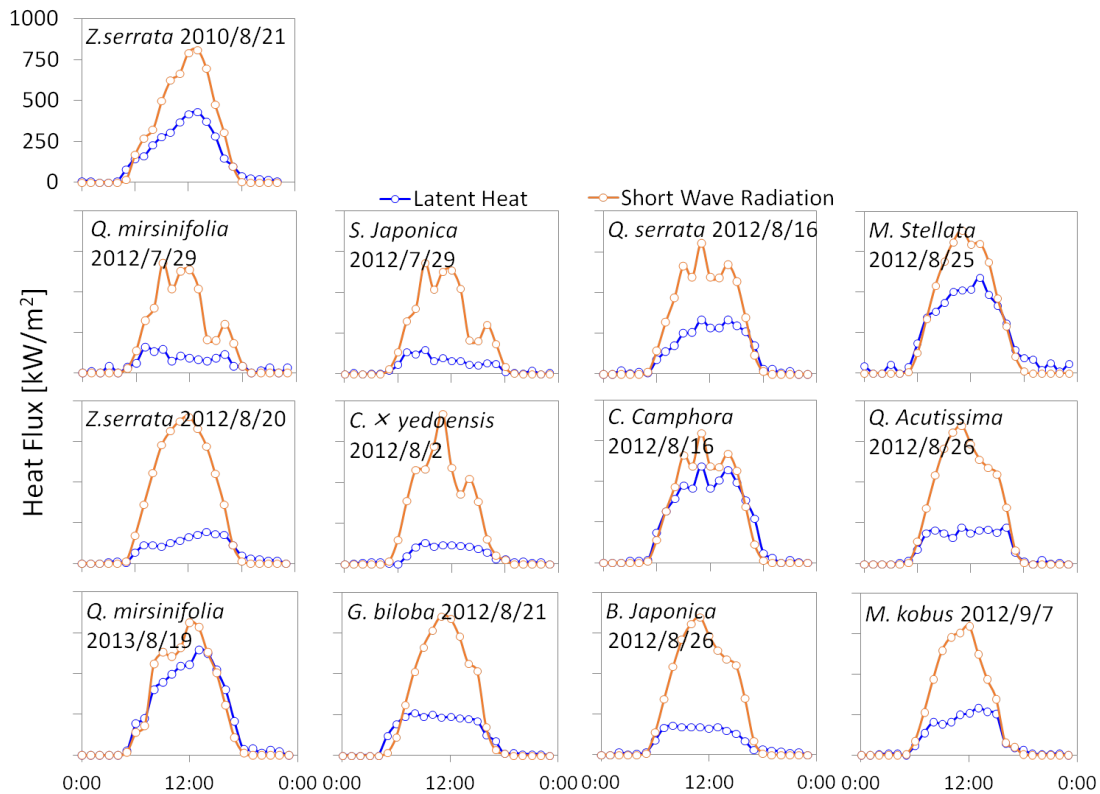 1000
750
500
250
0
Z.serrata 2010/8/21
Latent Heat
Short Wave Radiation
Heat Flux [kW/m²]
Q. mirsinifolia
2012/7/29
S. Japonica
2012/7/29
Q. serrata 2012/8/16
M. Stellata
2012/8/25
Z.serrata 2012/8/20
C. × yedoensis
2012/8/2
C. Camphora
2012/8/16
Q. Acutissima
2012/8/26
Q. mirsinifolia
2013/8/19
G. biloba 2012/8/21
B. Japonica
2012/8/26
M. kobus 2012/9/7
0:00 12:00 0:00 12:00 0:00 12:00 0:00 12:00 0:00